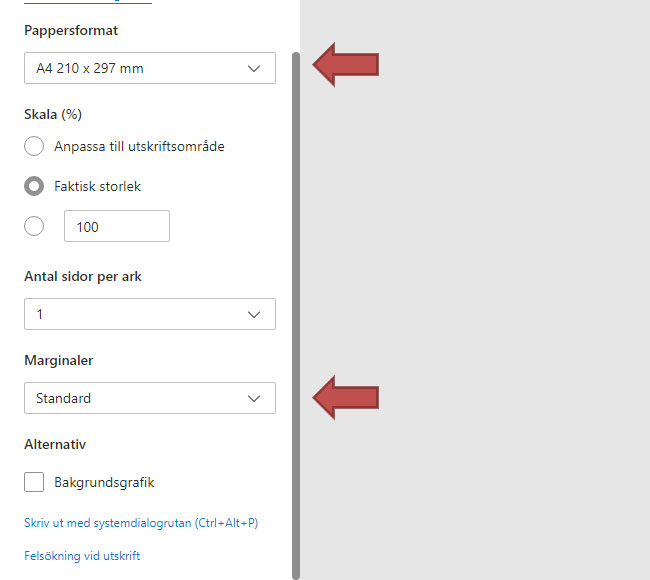 Pappersformat
A4 210 x 297 mm
Skala (%)
Anpassa till utskriftsområde
Faktisk storlek
100
Antal sidor per ark
1
Marginaler
Standard
Alternativ
Bakgrundsgrafik
Skriv ut med systemdialogrutan (Ctrl+Alt+P)
Felsökning vid utskrift